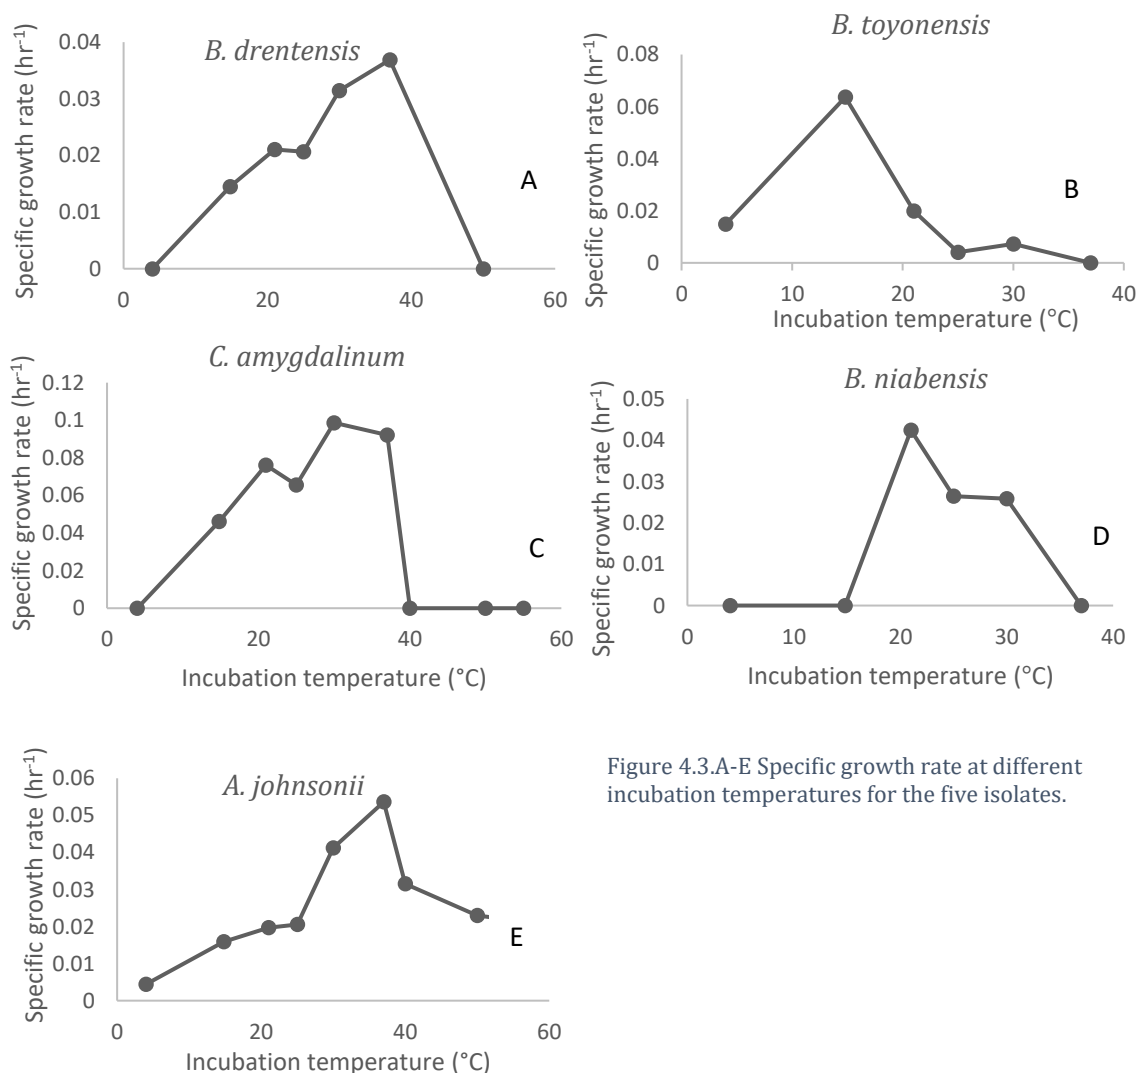 B. drentensis
Specific growth rate (hr-1)
0.04
0.03
0.02
0.01
0
0 20 40 60
A
B. toyonensis
Specific growth rate (hr-1)
0.08
0.06
0.04
0.02
0
0 10 20 30 40
Incubation temperature (°C)
B
C. amygdalinum
Specific growth rate (hr-1)
0.12
0.1
0.08
0.06
0.04
0.02
0
0 20 40 60
Incubation temperature (°C)
C
B. niabensis
Specific growth rate (hr-1)
0.05
0.04
0.03
0.02
0.01
0
0 10 20 30 40
Incubation temperature (°C)
D
A. johnsonii
Specific growth rate (hr-1)
0.06
0.05
0.04
0.03
0.02
0.01
0
0 20 40 60
Incubation temperature (°C)
E
Figure 4.3.A-E Specific growth rate at different
incubation temperatures for the five isolates.